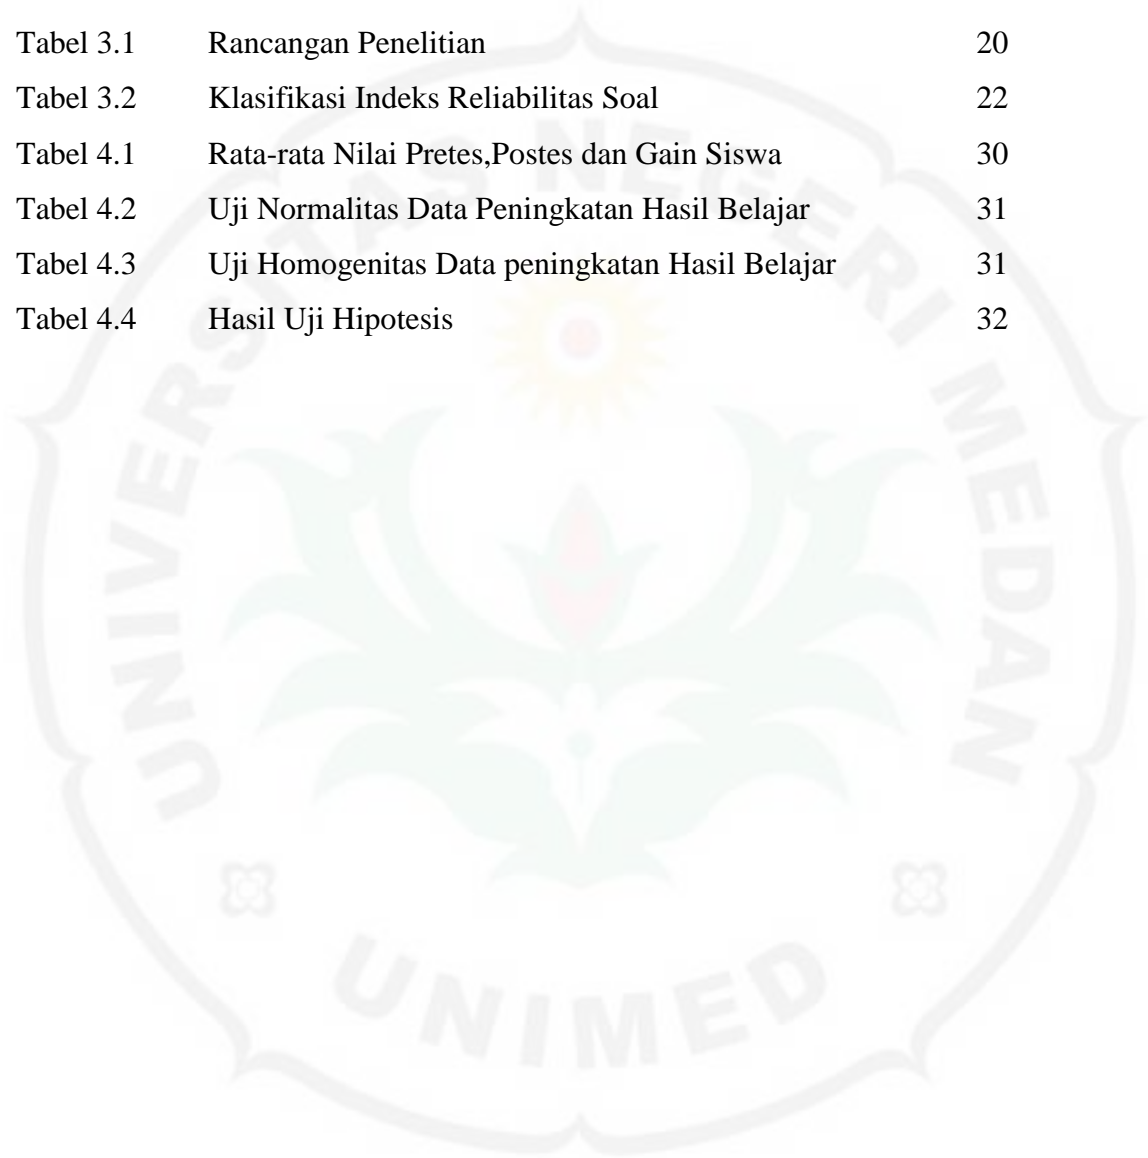 Tabel 3.1 Rancangan Penelitian 20
Tabel 3.2 Klasifikasi Indeks Reliabilitas Soal 22
Tabel 4.1 Rata-rata Nilai Pretes,Postes dan Gain Siswa 30
Tabel 4.2 Uji Normalitas Data Peningkatan Hasil Belajar 31
Tabel 4.3 Uji Homogenitas Data peningkatan Hasil Belajar 31
Tabel 4.4 Hasil Uji Hipotesis 32
UNIVERSITAS NEGERI MEDAN
UNIMED